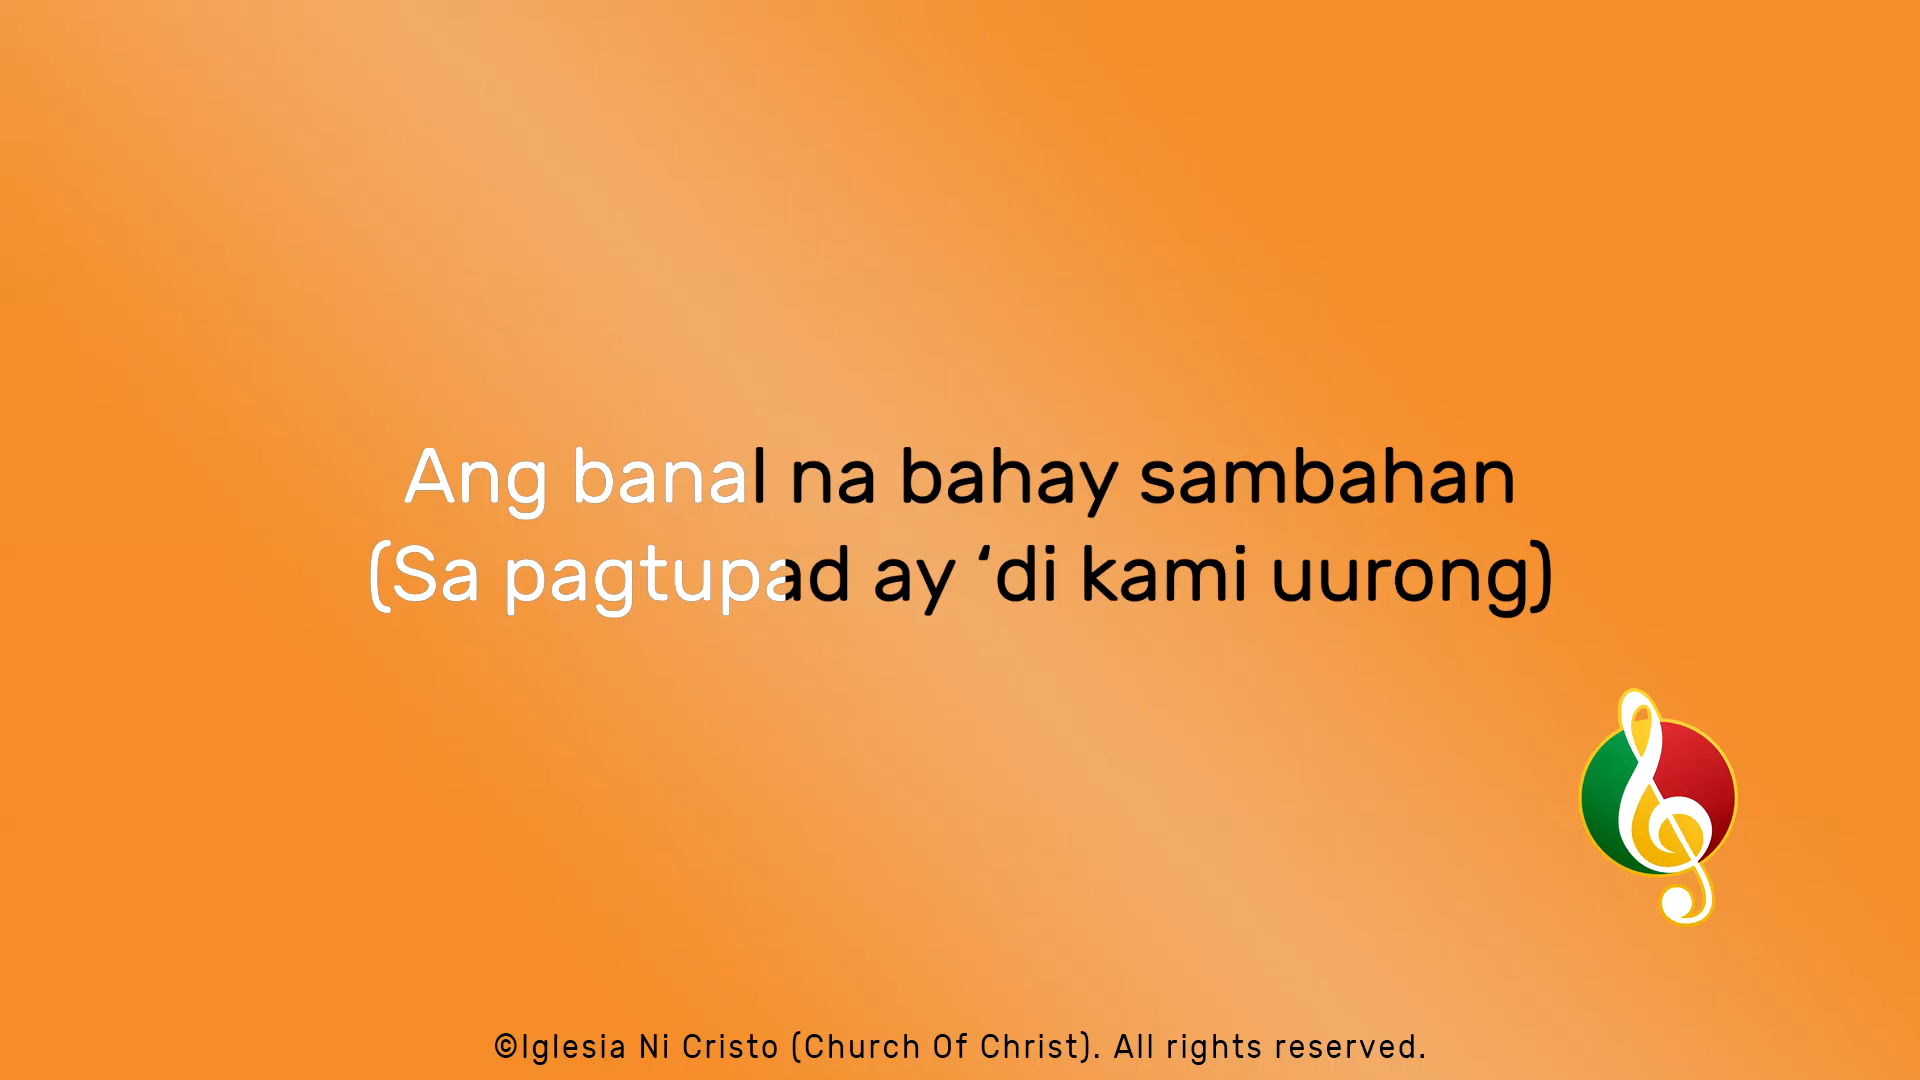 Ang banal na bahay sambahan
(Sa pagtupad ay ‘di kami uurong)
©Iglesia Ni Cristo (Church Of Christ). All rights reserved.